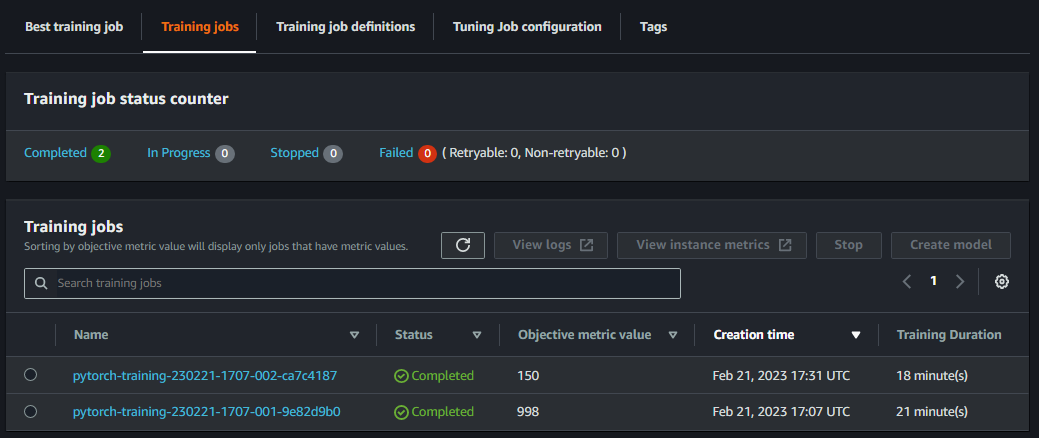 Best training job Training jobs Training job definitions Tuning Job configuration Tags
Training job status counter
Completed 2 In Progress 0 Stopped 0 Failed 0 ( Retryable: 0, Non-retryable: 0 )
Training jobs
Sorting by objective metric value will display only jobs that have metric values.
View logs View instance metrics Stop Create model
Search training jobs 1
Name Status Objective metric value Creation time Training Duration
pytorch-training-230221-1707-002-ca7c4187 Completed 150 Feb 21, 2023 17:31 UTC 18 minute(s)
pytorch-training-230221-1707-001-9e82d9b0 Completed 998 Feb 21, 2023 17:07 UTC 21 minute(s)